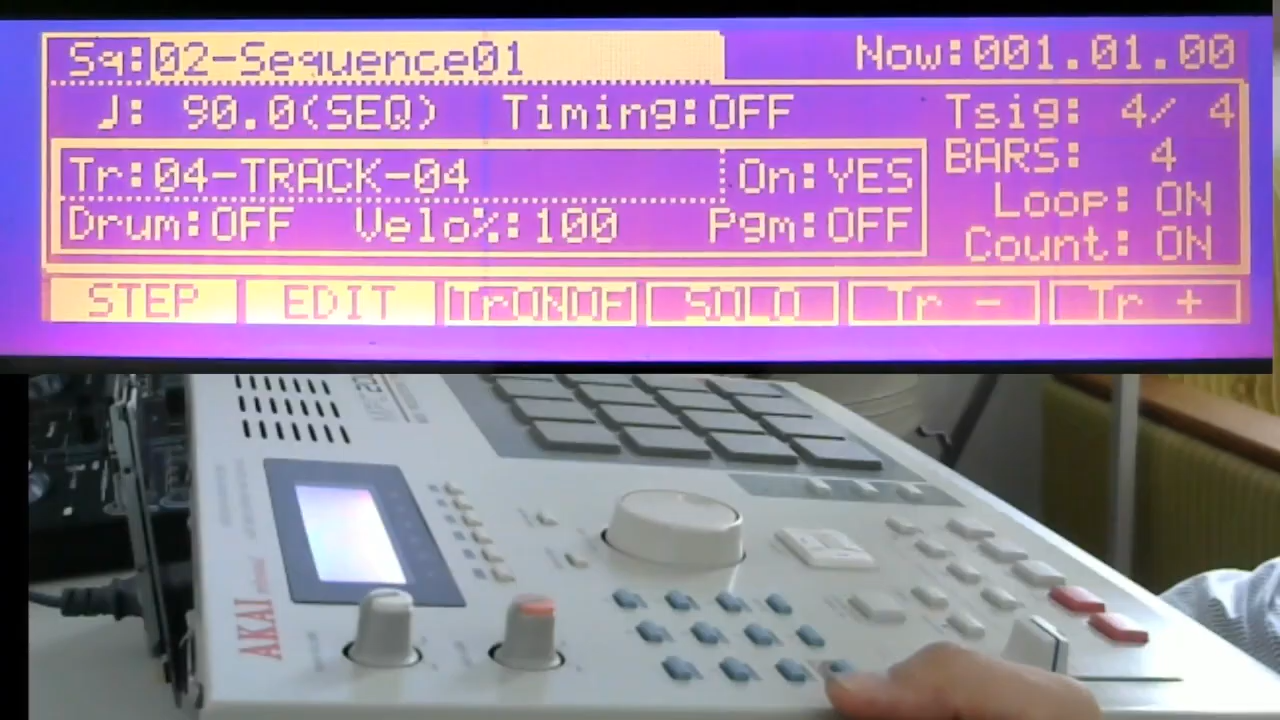 Sq:02-Sequence01 Now:001.01.00
♩: 90.0(SEQ) Timing:OFF Tsig: 4/ 4
BARS: 4
Tr:04-TRACK-04 On:YES
Loop: ON
Drum:OFF Velo%:100 Pgm:OFF
Count: ON
STEP EDIT TrONOF SOLO Tr - Tr +
AKAI